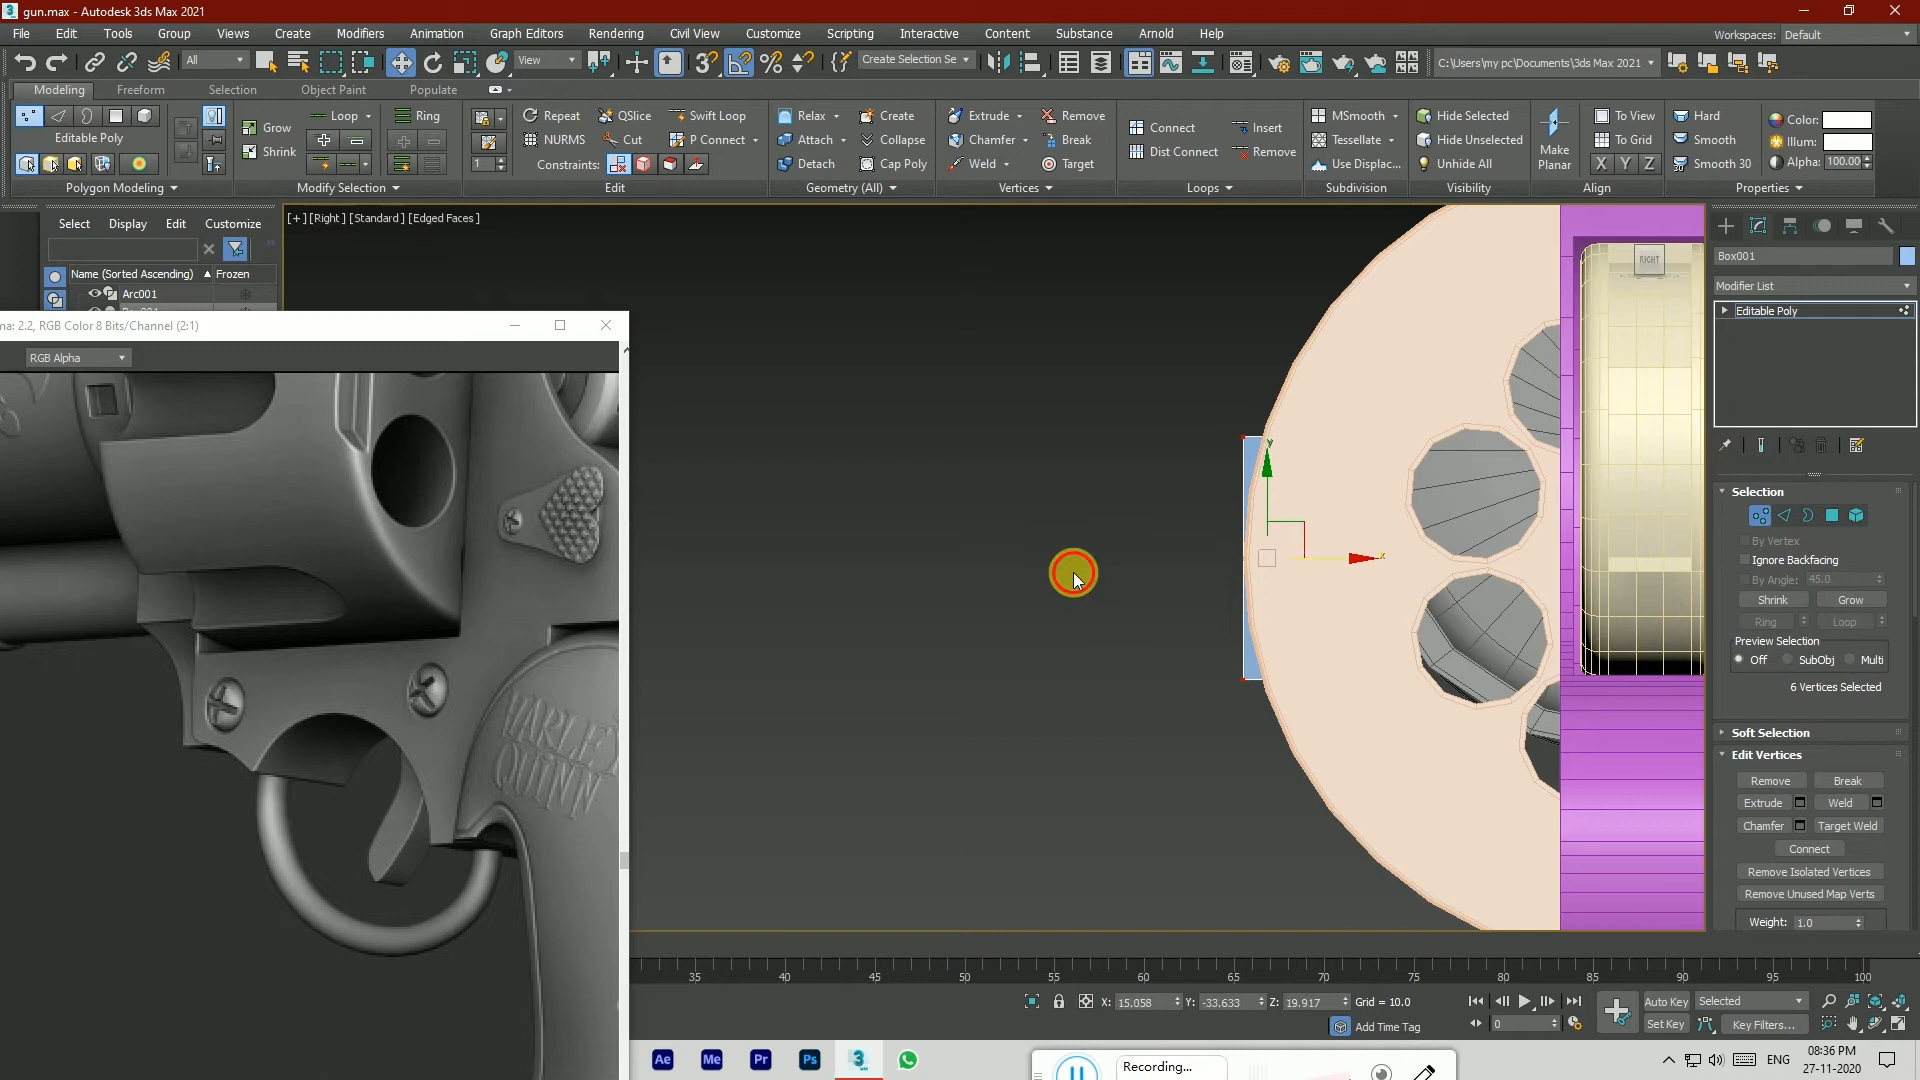 gun.max - Autodesk 3ds Max 2021
File Edit Tools Group Views Create Modifiers Animation Graph Editors Rendering Civil View Customize Scripting Interactive Content Substance Arnold Help
Workspaces: Default
All View Create Selection Se C:\Users\my pc\Documents\3ds Max 2021
Modeling Freeform Selection Object Paint Populate
Editable Poly
Polygon Modeling
Grow
Shrink
Loop Ring
Modify Selection
1
Repeat QSlice Swift Loop
NURMS Cut P Connect
Constraints:
Edit
Relax Create
Attach Collapse
Detach Cap Poly
Geometry (All)
Extrude Remove
Chamfer Break
Weld Target
Vertices
Connect Insert
Dist Connect Remove
Loops
MSmooth
Tessellate
Use Displac...
Subdivision
Hide Selected
Hide Unselected
Unhide All
Visibility
Make
Planar
To View
To Grid
X Y Z
Align
Hard
Smooth
Smooth 30
Color:
Illum:
Alpha: 100.00
Properties
Select Display Edit Customize
Name (Sorted Ascending) Frozen
Arc001
[+] [Right] [Standard] [Edged Faces]
RIGHT
y
x
na: 2.2, RGB Color 8 Bits/Channel (2:1)
RGB Alpha
HARLEY
QUINN
Box001
Modifier List
Editable Poly
Selection
By Vertex
Ignore Backfacing
By Angle: 45.0
Shrink Grow
Ring Loop
Preview Selection
Off SubObj Multi
6 Vertices Selected
Soft Selection
Edit Vertices
Remove Break
Extrude Weld
Chamfer Target Weld
Connect
Remove Isolated Vertices
Remove Unused Map Verts
Weight: 1.0
35 40 45 50 55 60 65 70 75 80 85 90 95 100
X: 15.058 Y: -33.633 Z: 19.917 Grid = 10.0
Add Time Tag
0
Auto Key Selected
Set Key Key Filters...
Ae Me Pr Ps 3
Recording...
ENG
08:36 PM
27-11-2020